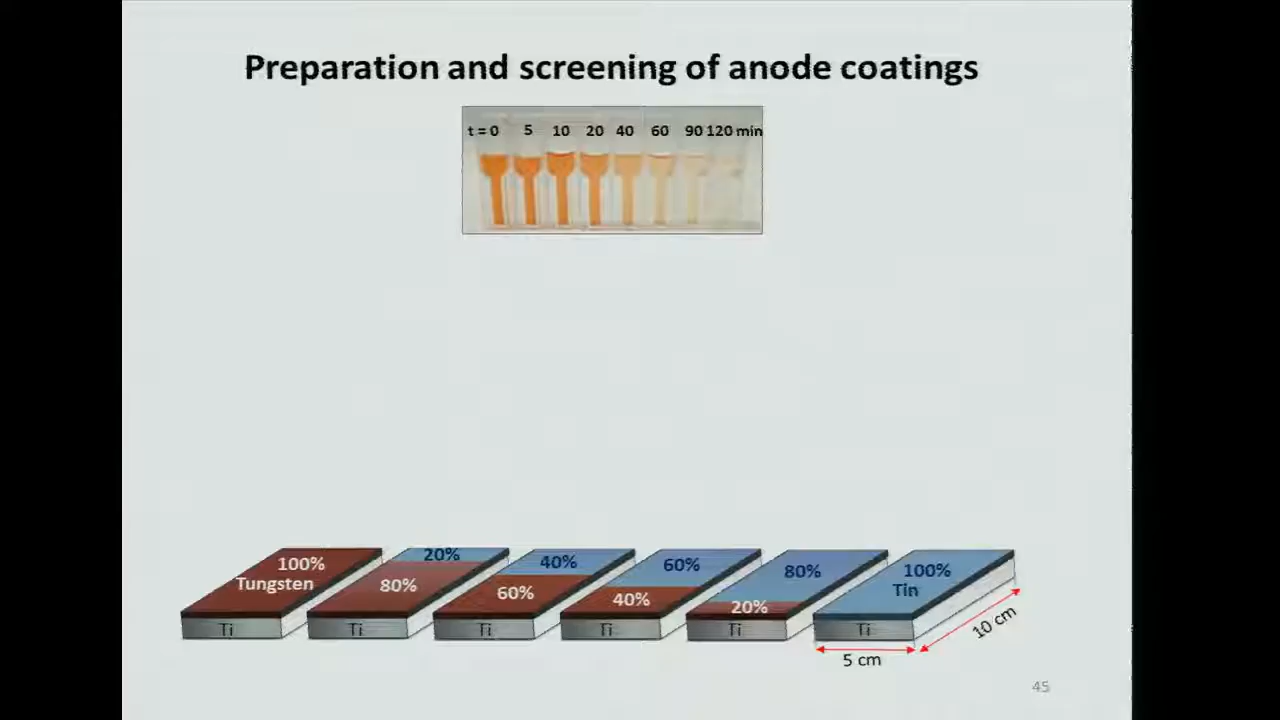 Preparation and screening of anode coatings
t = 0 5 10 20 40 60 90 120 min
100% Tungsten
20%
80%
40%
60%
60%
40%
80%
20%
100% Tin
Ti Ti Ti Ti Ti Ti
10 cm
5 cm
45